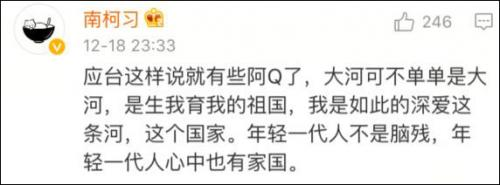 南柯习
246
12-18 23:33
应台这样说就有些阿Q了，大河可不单单是大
河，是生我育我的祖国，我是如此的深爱这
条河，这个国家。年轻一代人不是脑残，年
轻一代人心中也有家国。